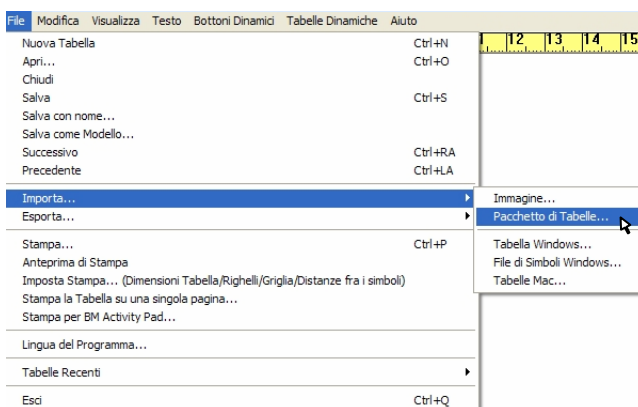 File Modifica Visualizza Testo Bottoni Dinamici Tabelle Dinamiche Aiuto
12 13 14 15
Nuova Tabella Ctrl+N
Apri... Ctrl+O
Chiudi
Salva Ctrl+S
Salva con nome...
Salva come Modello...
Successivo Ctrl+RA
Precedente Ctrl+LA
Importa...
Esporta...
Stampa... Ctrl+P
Anteprima di Stampa
Imposta Stampa... (Dimensioni Tabella/Righelli/Griglia/Distanze fra i simboli)
Stampa la Tabella su una singola pagina...
Stampa per BM Activity Pad...
Lingua del Programma...
Tabelle Recenti
Esci Ctrl+Q
Immagine...
Pacchetto di Tabelle...
Tabella Windows...
File di Simboli Windows...
Tabelle Mac...